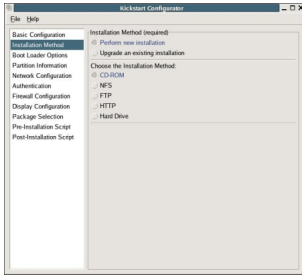 Kickstart Configurator
File Help
Basic Configuration
Installation Method
Boot Loader Options
Partition Information
Network Configuration
Authentication
Firewall Configuration
Display Configuration
Package Selection
Pre-Installation Script
Post-Installation Script
Installation Method (required)
Perform new installation
Upgrade an existing installation
Choose the Installation Method:
CD-ROM
NFS
FTP
HTTP
Hard Drive